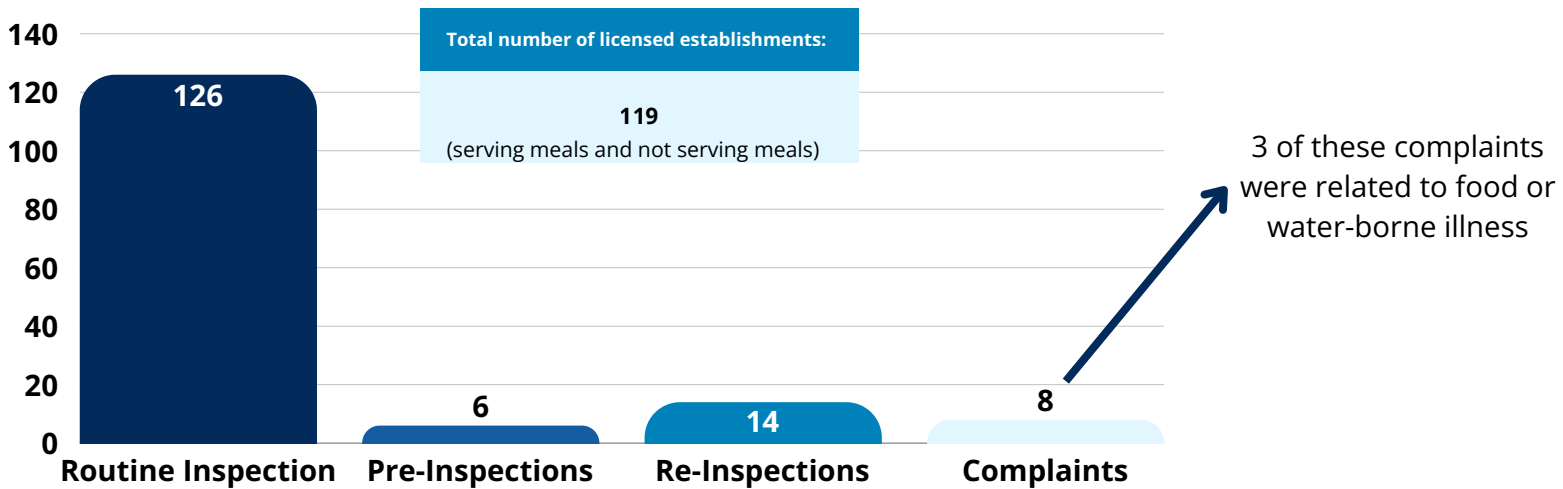 140
120
100
80
60
40
20
0
126
6
14
8
Routine Inspection
Pre-Inspections
Re-Inspections
Complaints
Total number of licensed establishments:
119
(serving meals and not serving meals)
3 of these complaints
were related to food or
water-borne illness